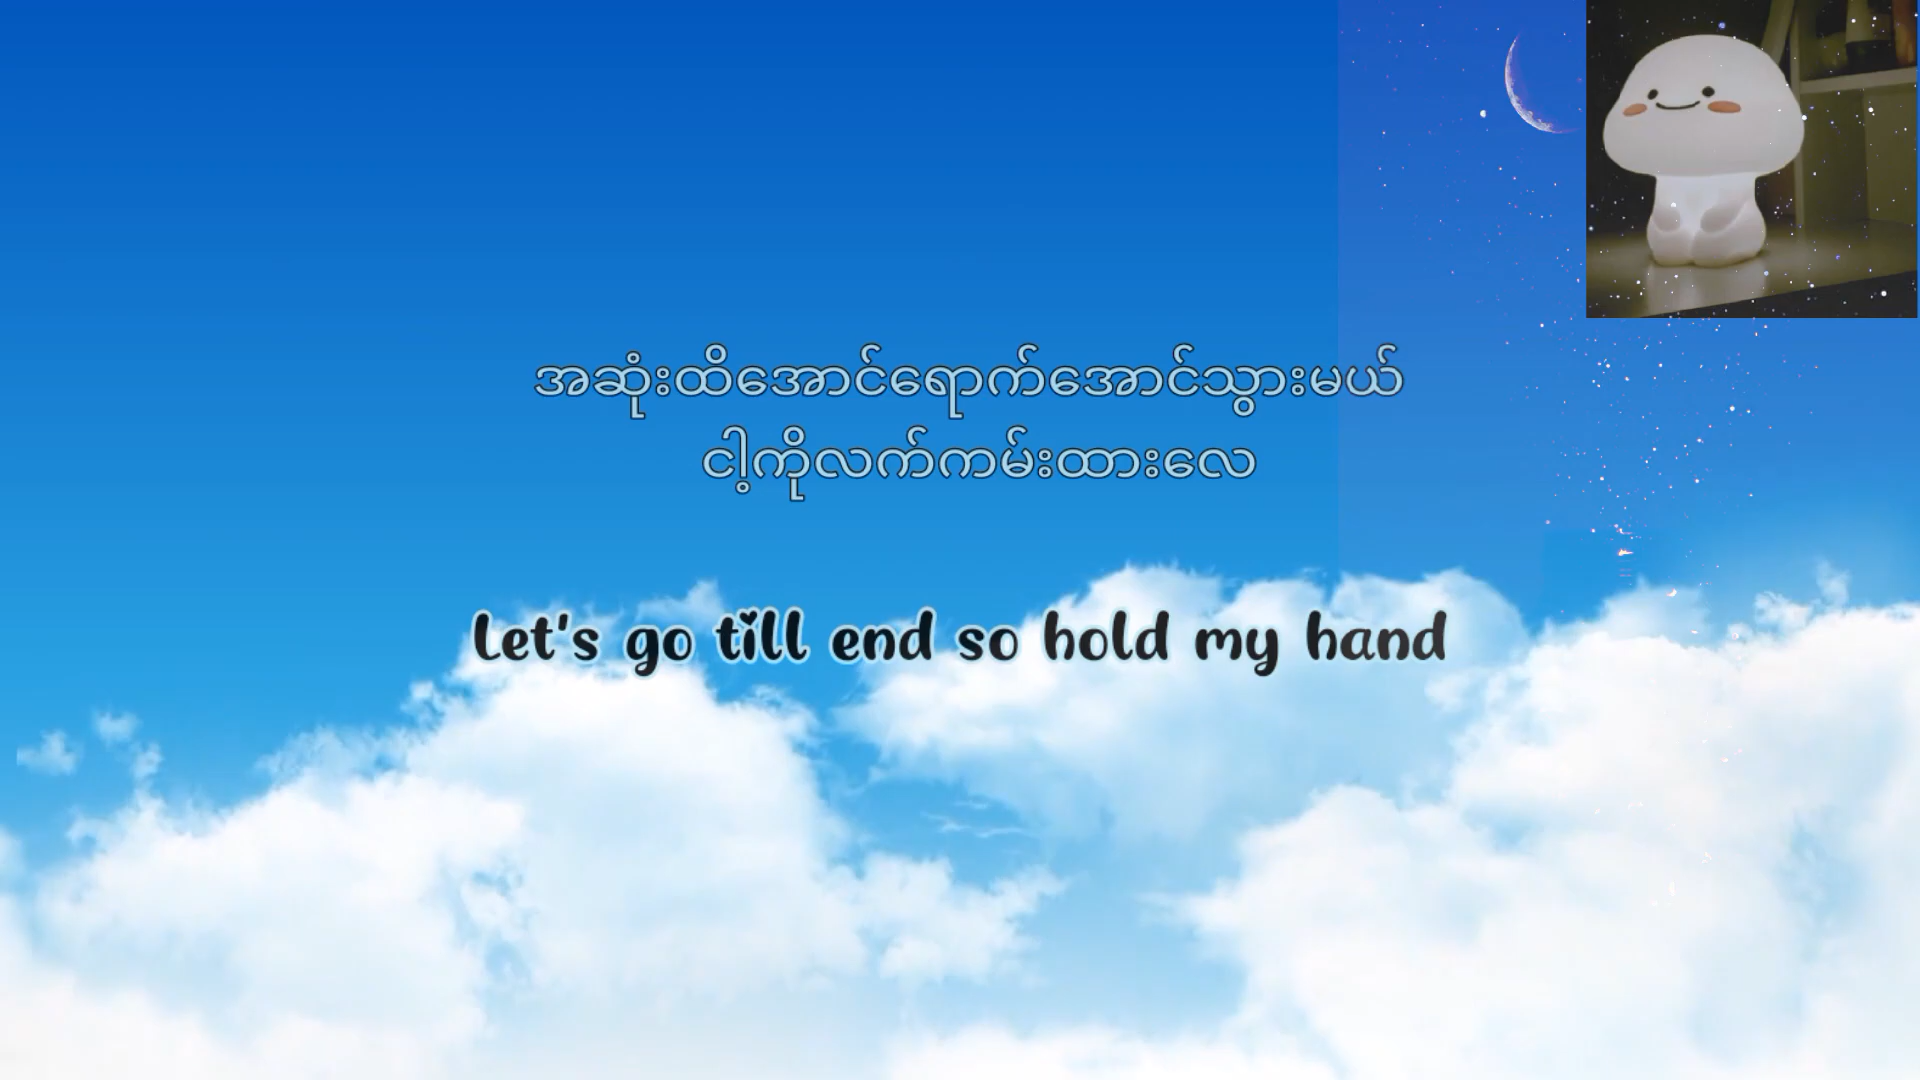 အဆုံးထိအောင်ရောက်အောင်သွားမယ်
ငါ့ကိုလက်ကမ်းထားလေ
Let's go till end so hold my hand